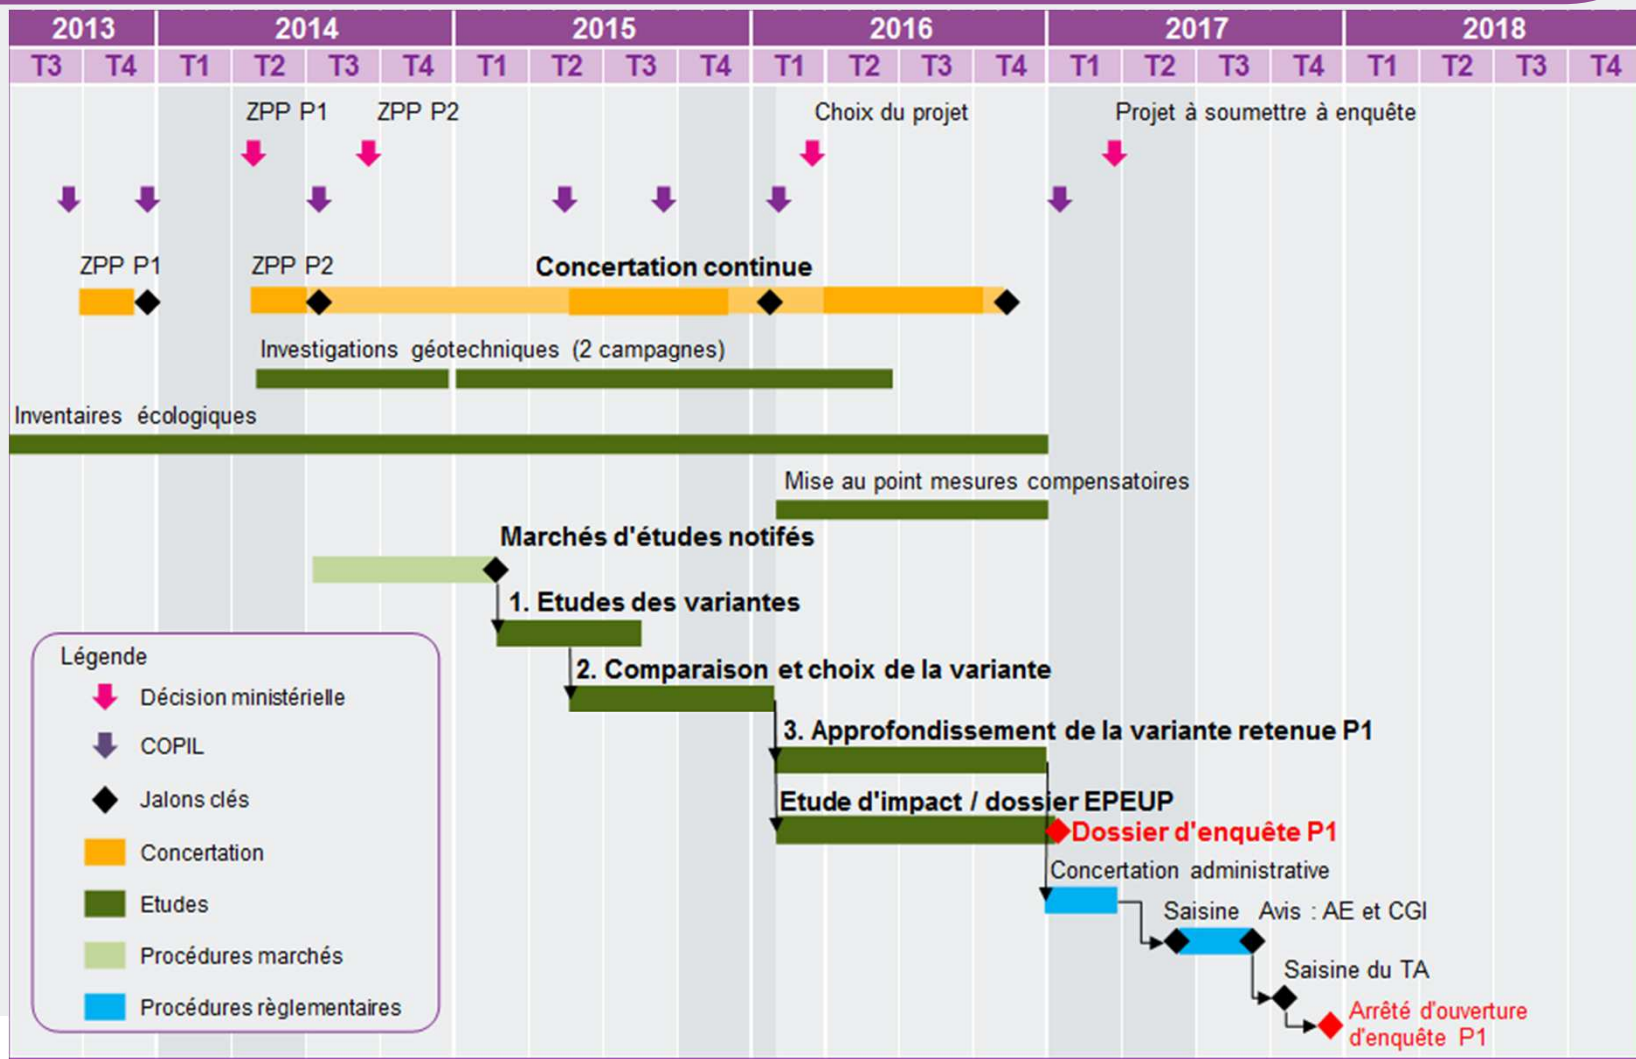 2013 2014 2015 2016 2017 2018
T3 T4 T1 T2 T3 T4 T1 T2 T3 T4 T1 T2 T3 T4 T1 T2 T3 T4 T1 T2 T3 T4
ZPP P1 ZPP P2 Choix du projet Projet à soumettre à enquête
ZPP P1 ZPP P2 Concertation continue
Investigations géotechniques (2 campagnes)
Inventaires écologiques
Mise au point mesures compensatoires
Marchés d'études notifés
1. Etudes des variantes
2. Comparaison et choix de la variante
3. Approfondissement de la variante retenue P1
Etude d'impact / dossier EPEUP
Dossier d'enquête P1
Concertation administrative
Saisine Avis : AE et CGI
Saisine du TA
Arrêté d'ouverture
d'enquête P1
Légende
Décision ministérielle
COPIL
Jalons clés
Concertation
Etudes
Procédures marchés
Procédures règlementaires